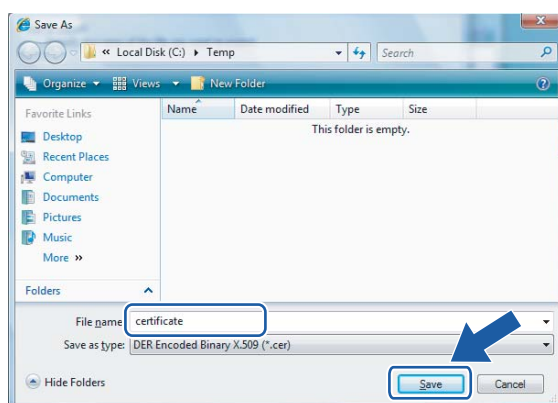 Save As
« Local Disk (C:) ▸ Temp
Search
Organize Views New Folder
Favorite Links
Desktop
Recent Places
Computer
Documents
Pictures
Music
More »
Folders
Name Date modified Type Size
This folder is empty.
File name: certificate
Save as type: DER Encoded Binary X.509 (*.cer)
Hide Folders
Save Cancel